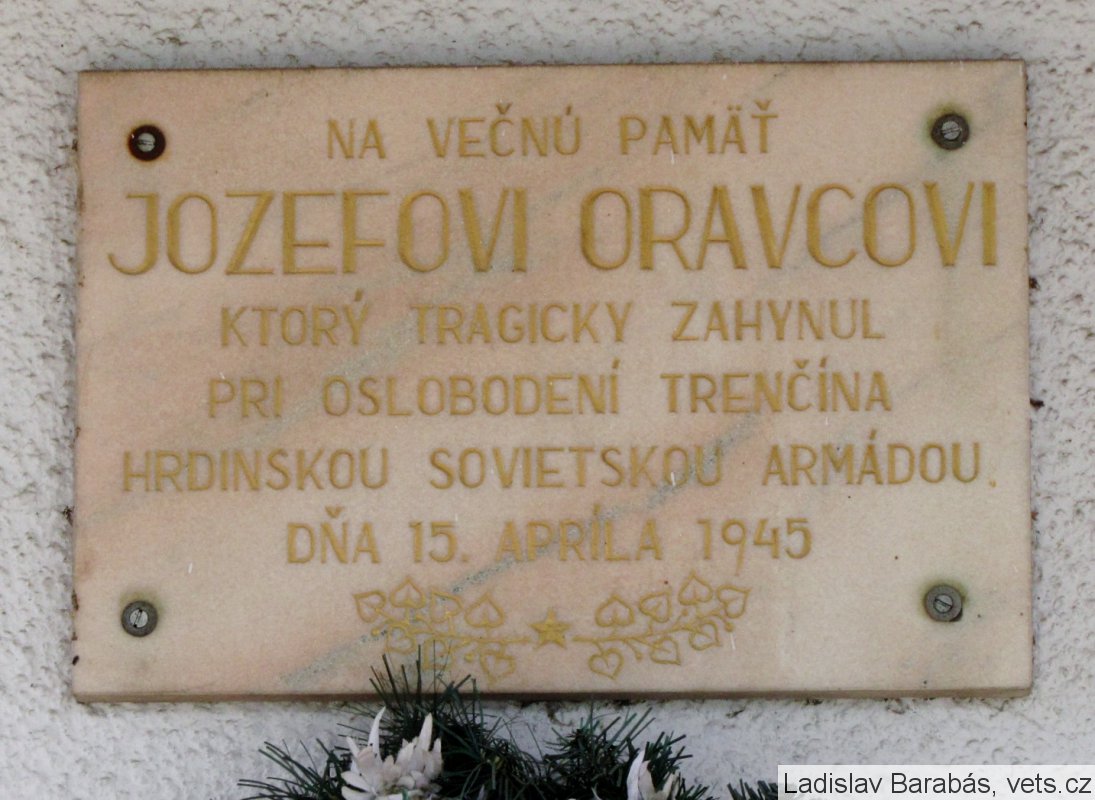 NA VEČNÚ PAMÄŤ
JOZEFOVI ORAVCOVI
KTORÝ TRAGICKY ZAHYNUL
PRI OSLOBODENÍ TRENČÍNA
HRDINSKOU SOVIETSKOU ARMÁDOU.
DŇA 15. APRÍLA 1945
Ladislav Barabás, vets.cz